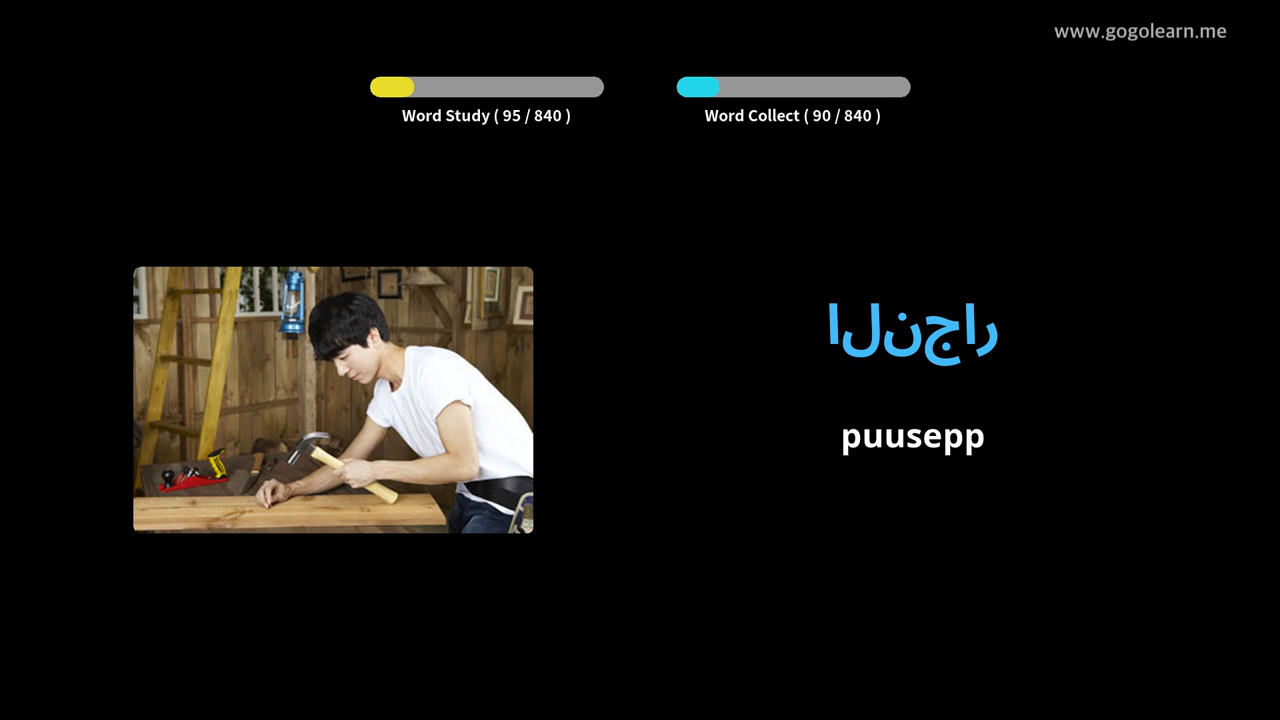 www.gogolearn.me
Word Study ( 95 / 840 )
Word Collect ( 90 / 840 )
النجار
puusepp